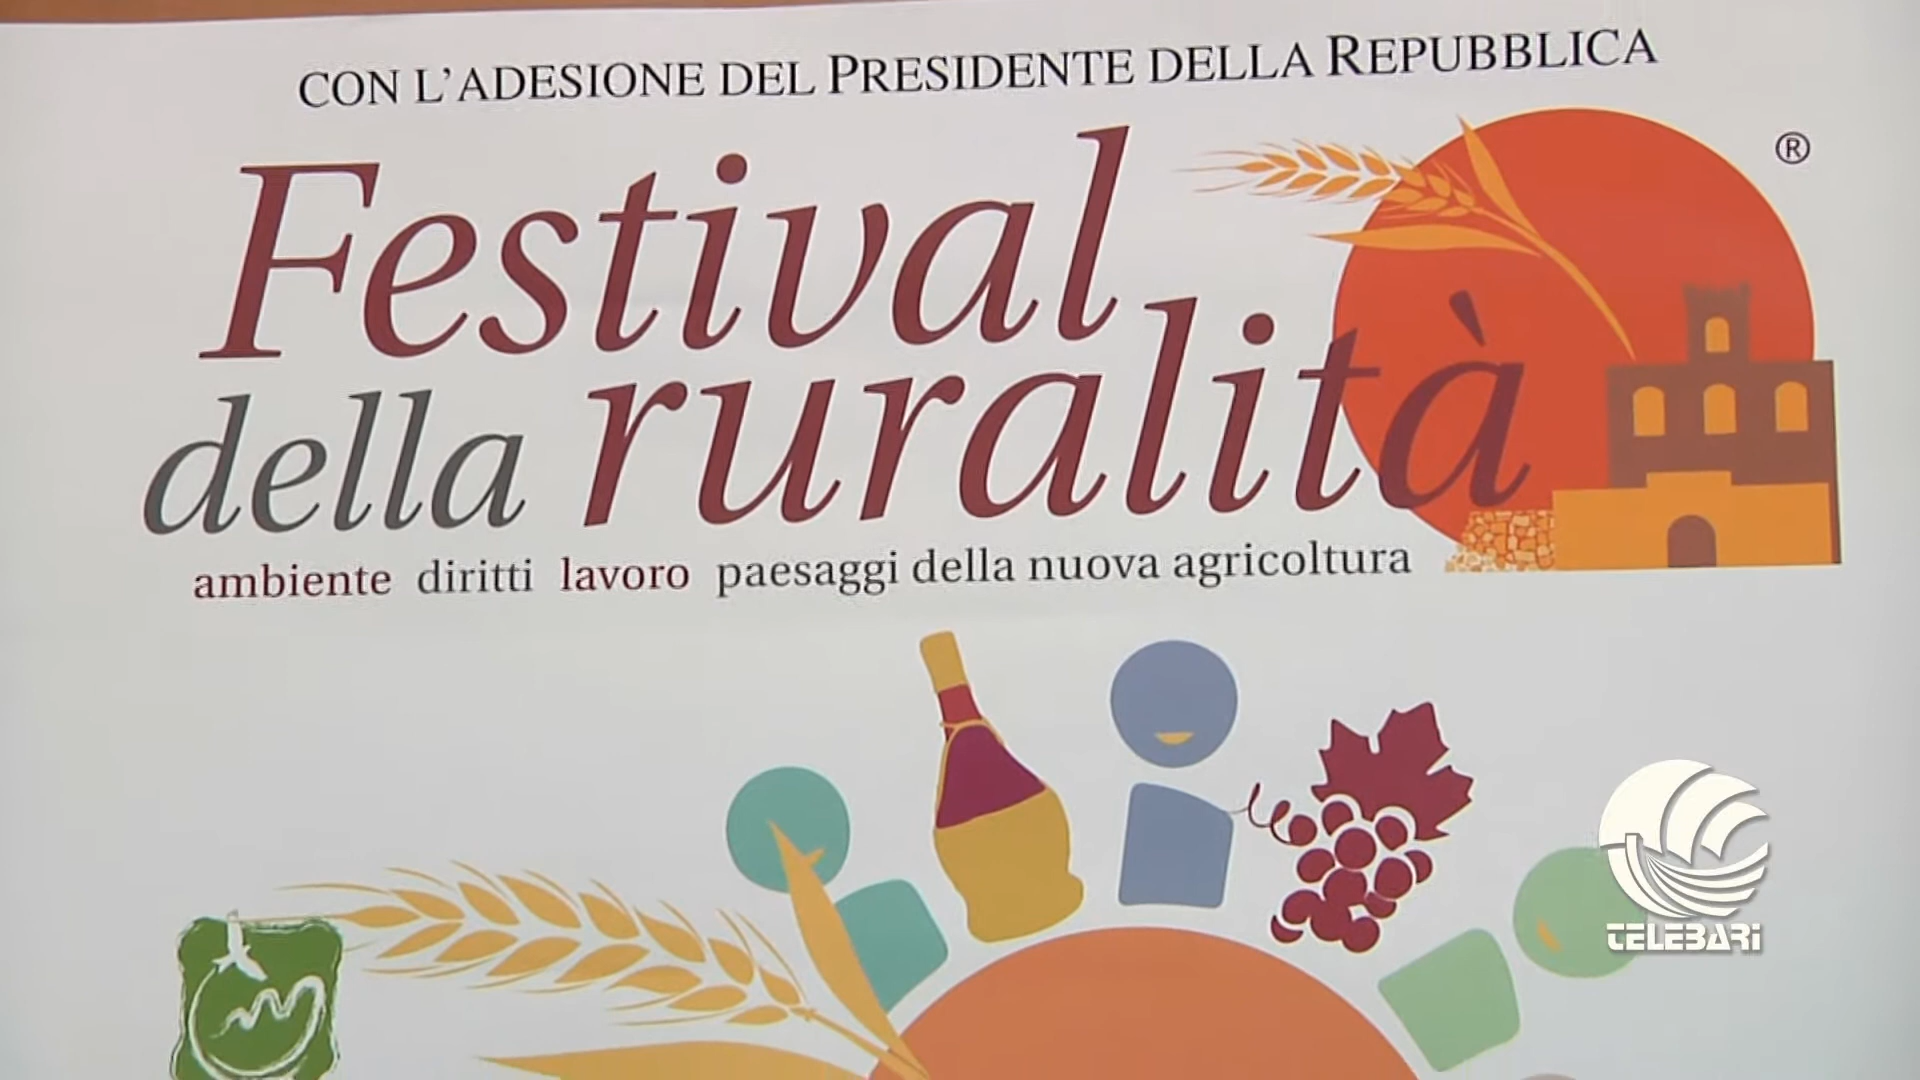 CON L'ADESIONE DEL PRESIDENTE DELLA REPUBBLICA
Festival ®
della ruralità
ambiente diritti lavoro paesaggi della nuova agricoltura
TELEBARI